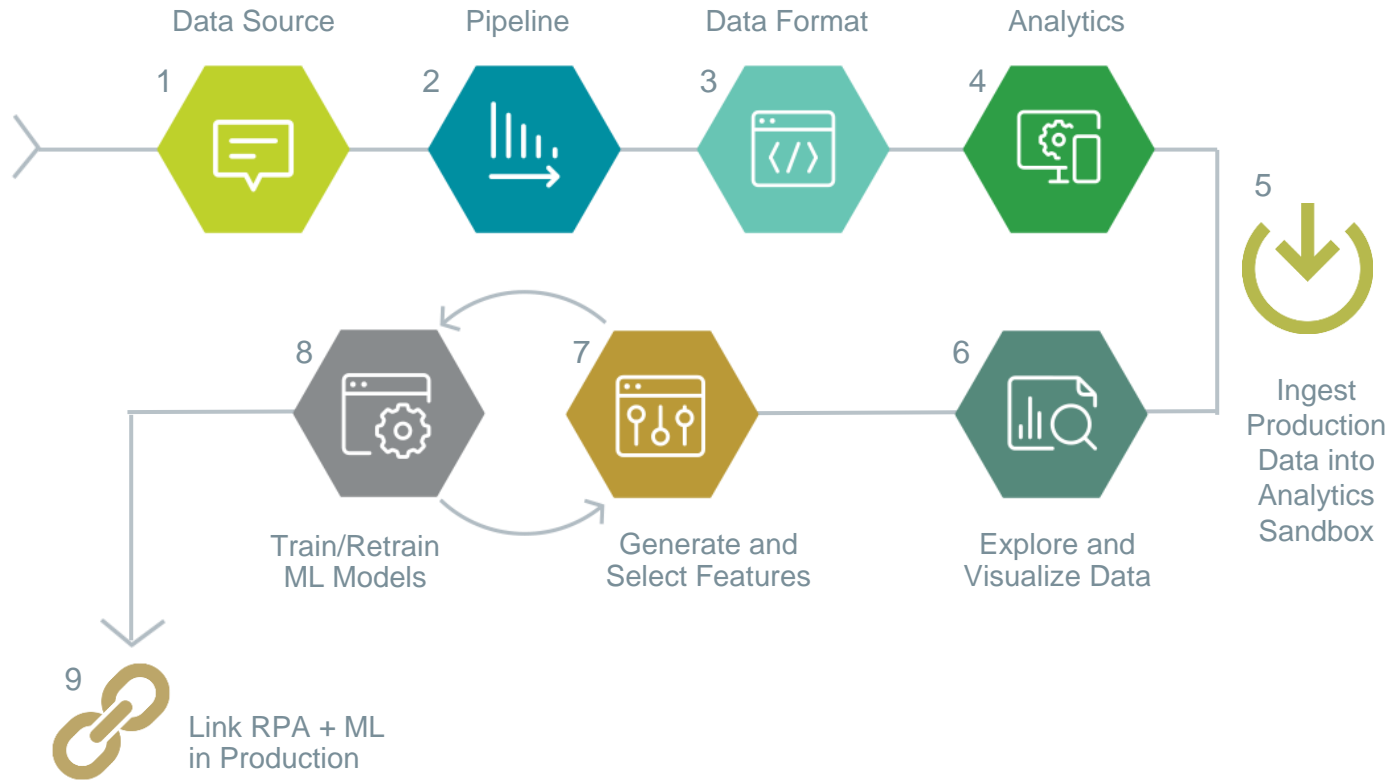 Data Source
Pipeline
Data Format
Analytics
1
2
3
4
5
Ingest
Production
Data into
Analytics
Sandbox
6
Explore and
Visualize Data
7
Generate and
Select Features
8
Train/Retrain
ML Models
9
Link RPA + ML
in Production